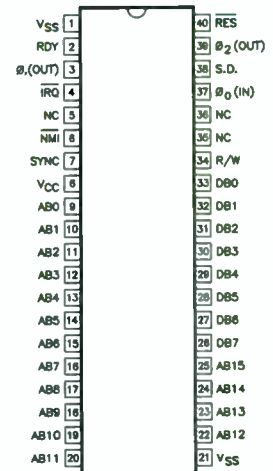 VSS 1 40 RES
RDY 2 39 Ø2 (OUT)
Ø1(OUT) 3 38 S.D.
IRQ 4 37 Ø0 (IN)
NC 5 36 NC
NMI 6 35 NC
SYNC 7 34 R/W
VCC 8 33 DB0
AB0 9 32 DB1
AB1 10 31 DB2
AB2 11 30 DB3
AB3 12 29 DB4
AB4 13 28 DB5
AB5 14 27 DB6
AB6 15 26 DB7
AB7 16 25 AB15
AB8 17 24 AB14
AB9 18 23 AB13
AB10 19 22 AB12
AB11 20 21 VSS